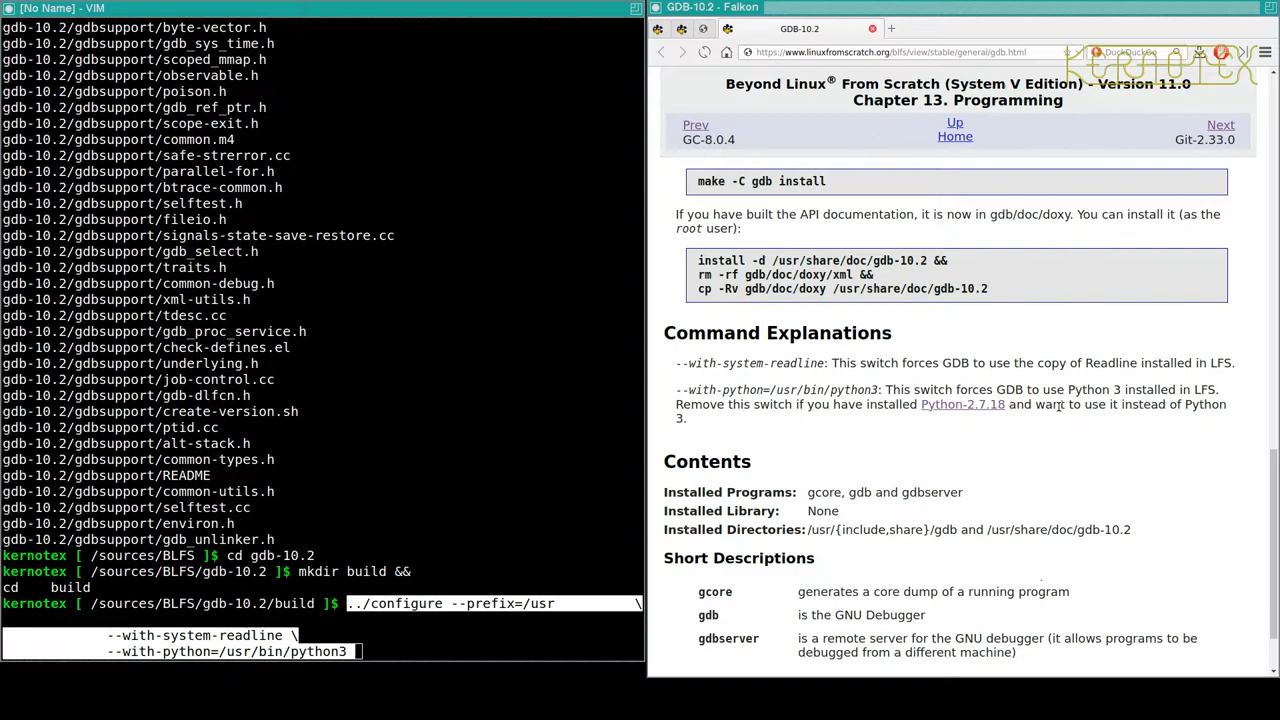 [No Name] - VIM
gdb-10.2/gdbsupport/byte-vector.h
gdb-10.2/gdbsupport/gdb_sys_time.h
gdb-10.2/gdbsupport/scoped_mmap.h
gdb-10.2/gdbsupport/observable.h
gdb-10.2/gdbsupport/poison.h
gdb-10.2/gdbsupport/gdb_ref_ptr.h
gdb-10.2/gdbsupport/scope-exit.h
gdb-10.2/gdbsupport/common.m4
gdb-10.2/gdbsupport/safe-strerror.cc
gdb-10.2/gdbsupport/parallel-for.h
gdb-10.2/gdbsupport/btrace-common.h
gdb-10.2/gdbsupport/selftest.h
gdb-10.2/gdbsupport/fileio.h
gdb-10.2/gdbsupport/signals-state-save-restore.cc
gdb-10.2/gdbsupport/gdb_select.h
gdb-10.2/gdbsupport/traits.h
gdb-10.2/gdbsupport/common-debug.h
gdb-10.2/gdbsupport/xml-utils.h
gdb-10.2/gdbsupport/tdesc.cc
gdb-10.2/gdbsupport/gdb_proc_service.h
gdb-10.2/gdbsupport/check-defines.el
gdb-10.2/gdbsupport/underlying.h
gdb-10.2/gdbsupport/job-control.cc
gdb-10.2/gdbsupport/gdb-dlfcn.h
gdb-10.2/gdbsupport/create-version.sh
gdb-10.2/gdbsupport/ptid.cc
gdb-10.2/gdbsupport/alt-stack.h
gdb-10.2/gdbsupport/common-types.h
gdb-10.2/gdbsupport/README
gdb-10.2/gdbsupport/common-utils.h
gdb-10.2/gdbsupport/selftest.cc
gdb-10.2/gdbsupport/environ.h
gdb-10.2/gdbsupport/gdb_unlinker.h
kernotex [ /sources/BLFS ]$ cd gdb-10.2
kernotex [ /sources/BLFS/gdb-10.2 ]$ mkdir build &&
cd    build
kernotex [ /sources/BLFS/gdb-10.2/build ]$ ../configure --prefix=/usr          \
--with-system-readline \
--with-python=/usr/bin/python3
GDB-10.2 - Falkon
GDB-10.2
https://www.linuxfromscratch.org/blfs/view/stable/general/gdb.html
DuckDuckGo
KERNOTEX
Beyond Linux® From Scratch (System V Edition) - Version 11.0
Chapter 13. Programming
Prev Up Next
GC-8.0.4 Home Git-2.33.0
make -C gdb install
If you have built the API documentation, it is now in gdb/doc/doxy. You can install it (as the
root user):
install -d /usr/share/doc/gdb-10.2 &&
rm -rf gdb/doc/doxy/xml &&
cp -Rv gdb/doc/doxy /usr/share/doc/gdb-10.2
Command Explanations
--with-system-readline: This switch forces GDB to use the copy of Readline installed in LFS.
--with-python=/usr/bin/python3: This switch forces GDB to use Python 3 installed in LFS.
Remove this switch if you have installed Python-2.7.18 and want to use it instead of Python
3.
Contents
Installed Programs: gcore, gdb and gdbserver
Installed Library: None
Installed Directories: /usr/{include,share}/gdb and /usr/share/doc/gdb-10.2
Short Descriptions
gcore generates a core dump of a running program
gdb is the GNU Debugger
gdbserver is a remote server for the GNU debugger (it allows programs to be
debugged from a different machine)